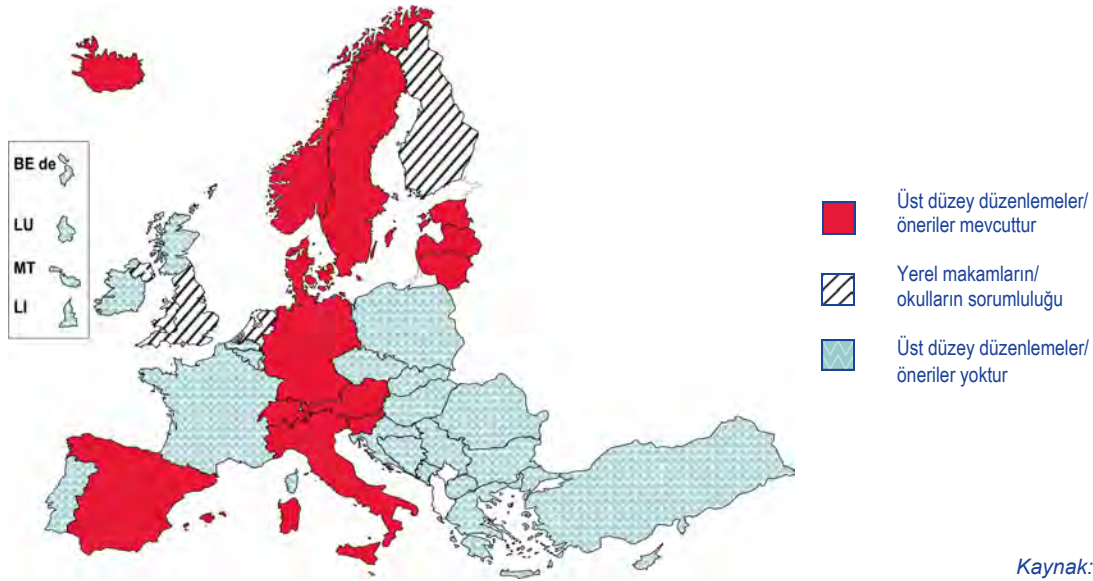 BE de
LU
MT
LI
Üst düzey düzenlemeler/
öneriler mevcuttur
Yerel makamların/
okulların sorumluluğu
Üst düzey düzenlemeler/
öneriler yoktur
Kaynak: